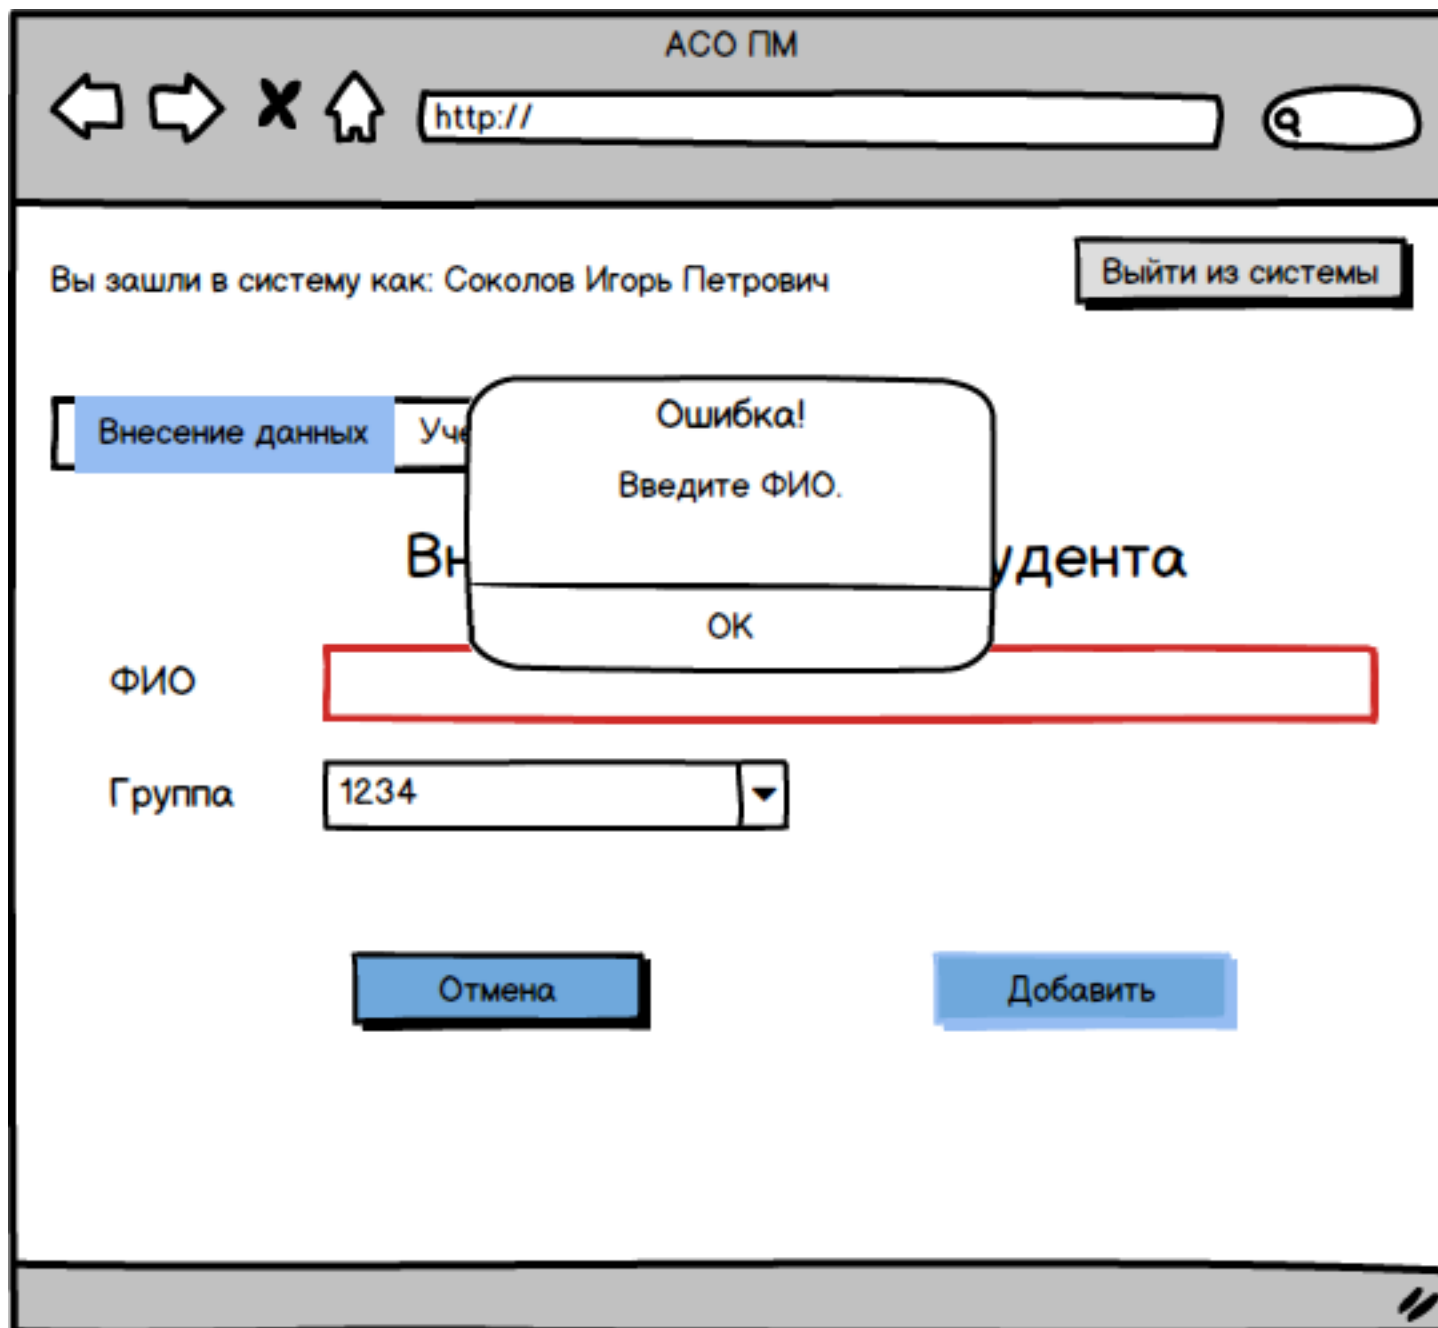 АСО ПМ
http://
Вы зашли в систему как: Соколов Игорь Петрович
Выйти из системы
Внесение данных
Ошибка!
Введите ФИО.
OK
ФИО
Группа
1234
Отмена
Добавить